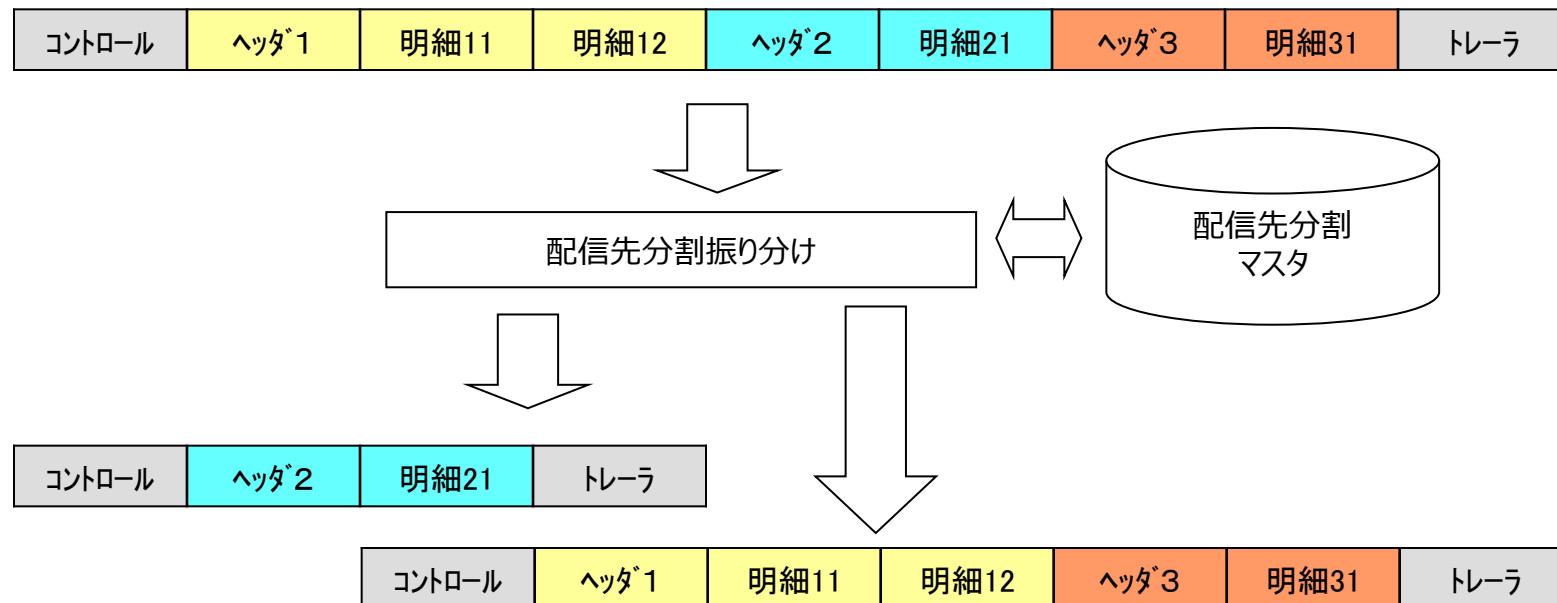 コントロール ヘッダ1 明細11 明細12 ヘッダ2 明細21 ヘッダ3 明細31 トレーラ
配信先分割振り分け
配信先分割
マスタ
コントロール ヘッダ2 明細21 トレーラ
コントロール ヘッダ1 明細11 明細12 ヘッダ3 明細31 トレーラ